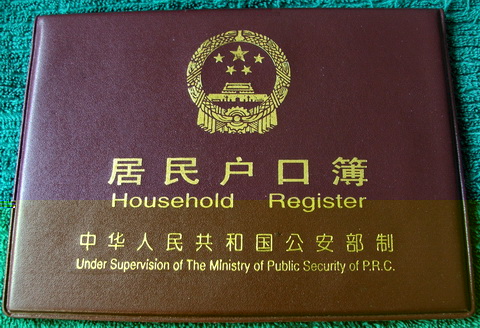 居民户口簿
Household Register
中华人民共和国公安部制
Under Supervision of The Ministry of Public Security of P.R.C.